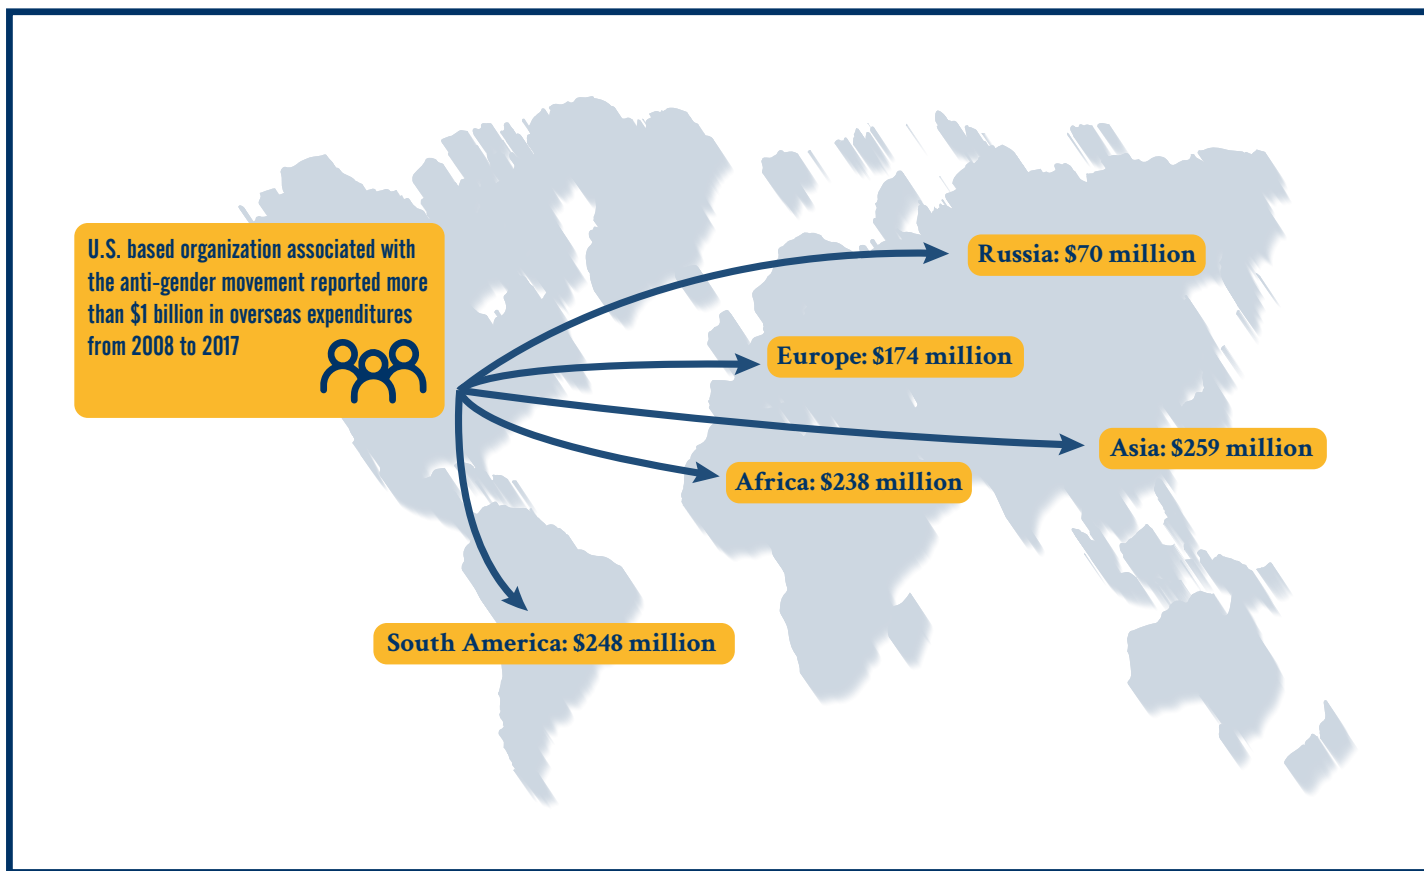 U.S. based organization associated with
the anti-gender movement reported more
than $1 billion in overseas expenditures
from 2008 to 2017
Russia: $70 million
Europe: $174 million
Asia: $259 million
Africa: $238 million
South America: $248 million